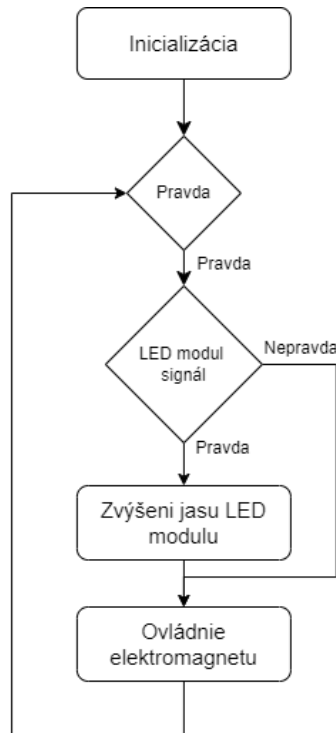 Inicializácia
Pravda
Pravda
LED modul
signál
Nepravda
Pravda
Zvýšeni jasu LED
modulu
Ovládnie
elektromagnetu